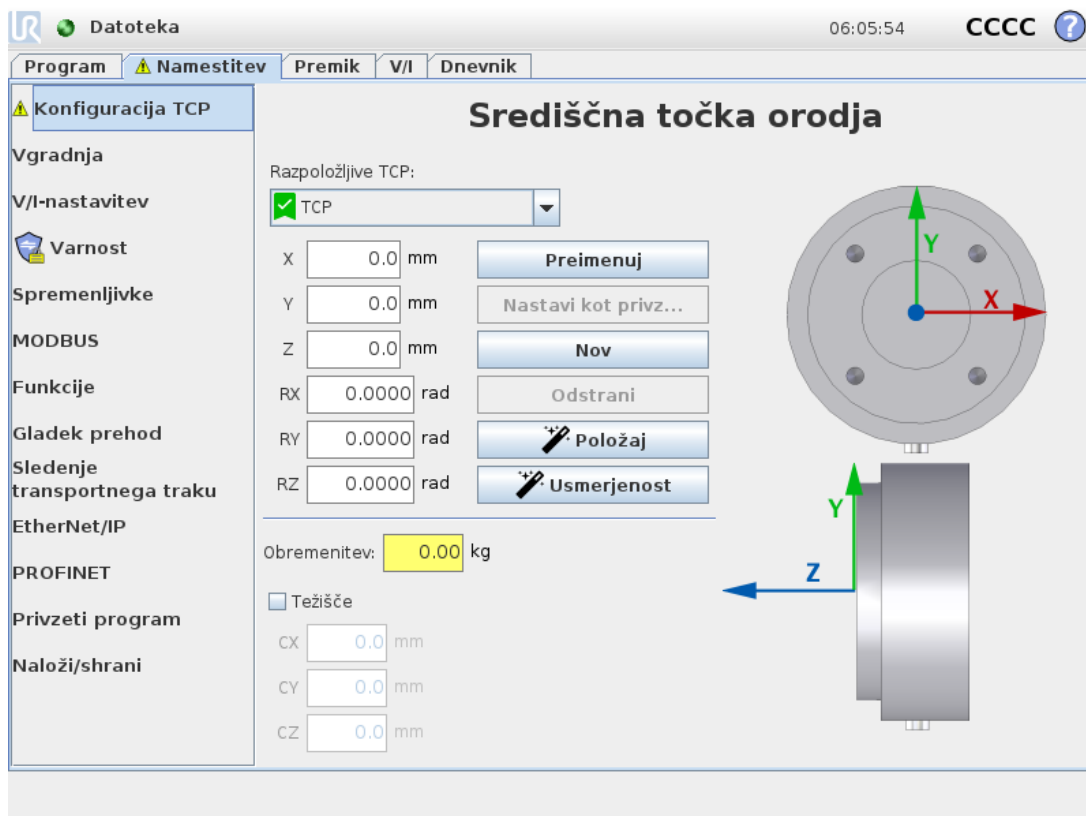 UR Datoteka 06:05:54 CCCC ?
Program Namestitev Premik V/I Dnevnik
Konfiguracija TCP
Vgradnja
V/I-nastavitev
Varnost
Spremenljivke
MODBUS
Funkcije
Gladek prehod
Sledenje
transportnega traku
EtherNet/IP
PROFINET
Privzeti program
Naloži/shrani
Središčna točka orodja
Razpoložljive TCP:
TCP
X 0.0 mm Preimenuj
Y 0.0 mm Nastavi kot privz...
Z 0.0 mm Nov
RX 0.0000 rad Odstrani
RY 0.0000 rad Položaj
RZ 0.0000 rad Usmerjenost
Obremenitev: 0.00 kg
Težišče
CX 0.0 mm
CY 0.0 mm
CZ 0.0 mm
Y
X
Y
Z